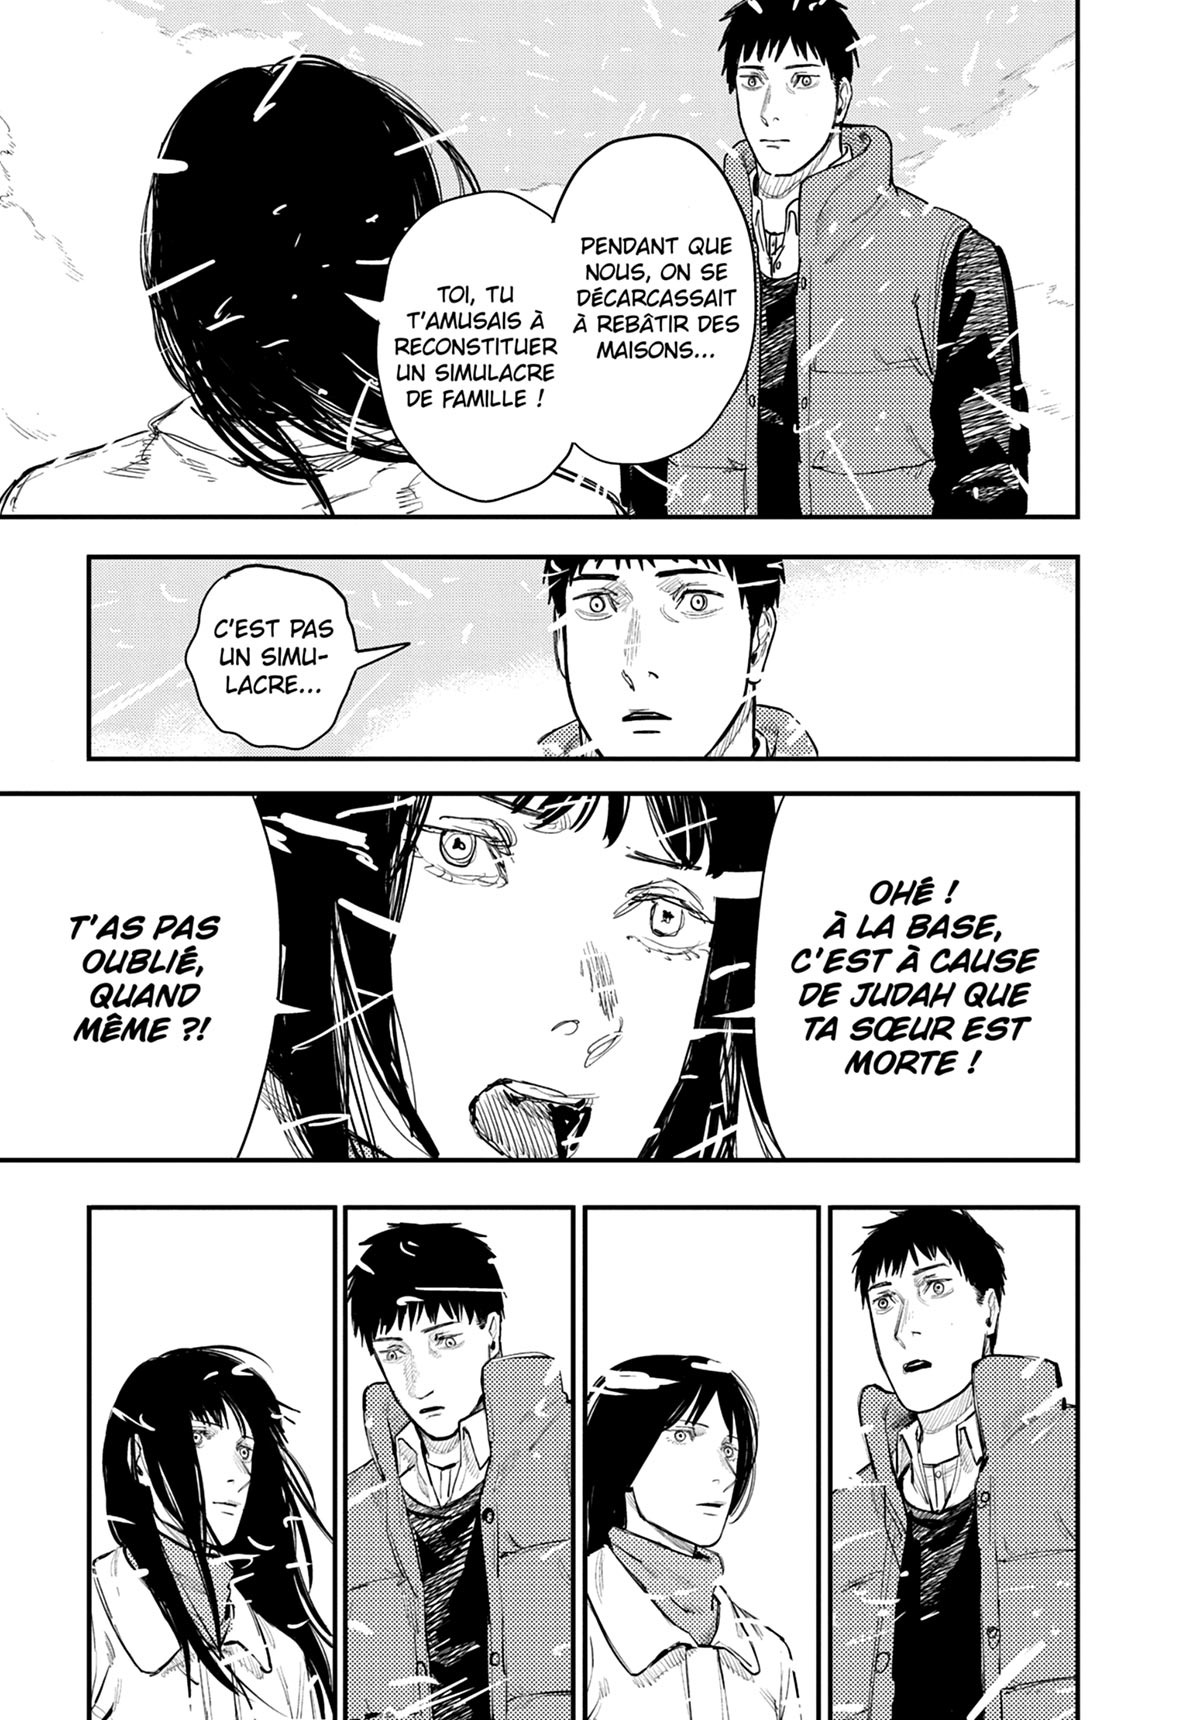 PENDANT QUE
NOUS, ON SE
DÉCARCASSAIT
À REBÂTIR DES
MAISONS...
TOI, TU
T'AMUSAIS À
RECONSTITUER
UN SIMULACRE
DE FAMILLE !
C'EST PAS
UN SIMU-
LACRE...
OHÉ !
À LA BASE,
C'EST À CAUSE
DE JUDAH QUE
TA SŒUR EST
MORTE !
T'AS PAS
OUBLIÉ,
QUAND
MÊME ?!